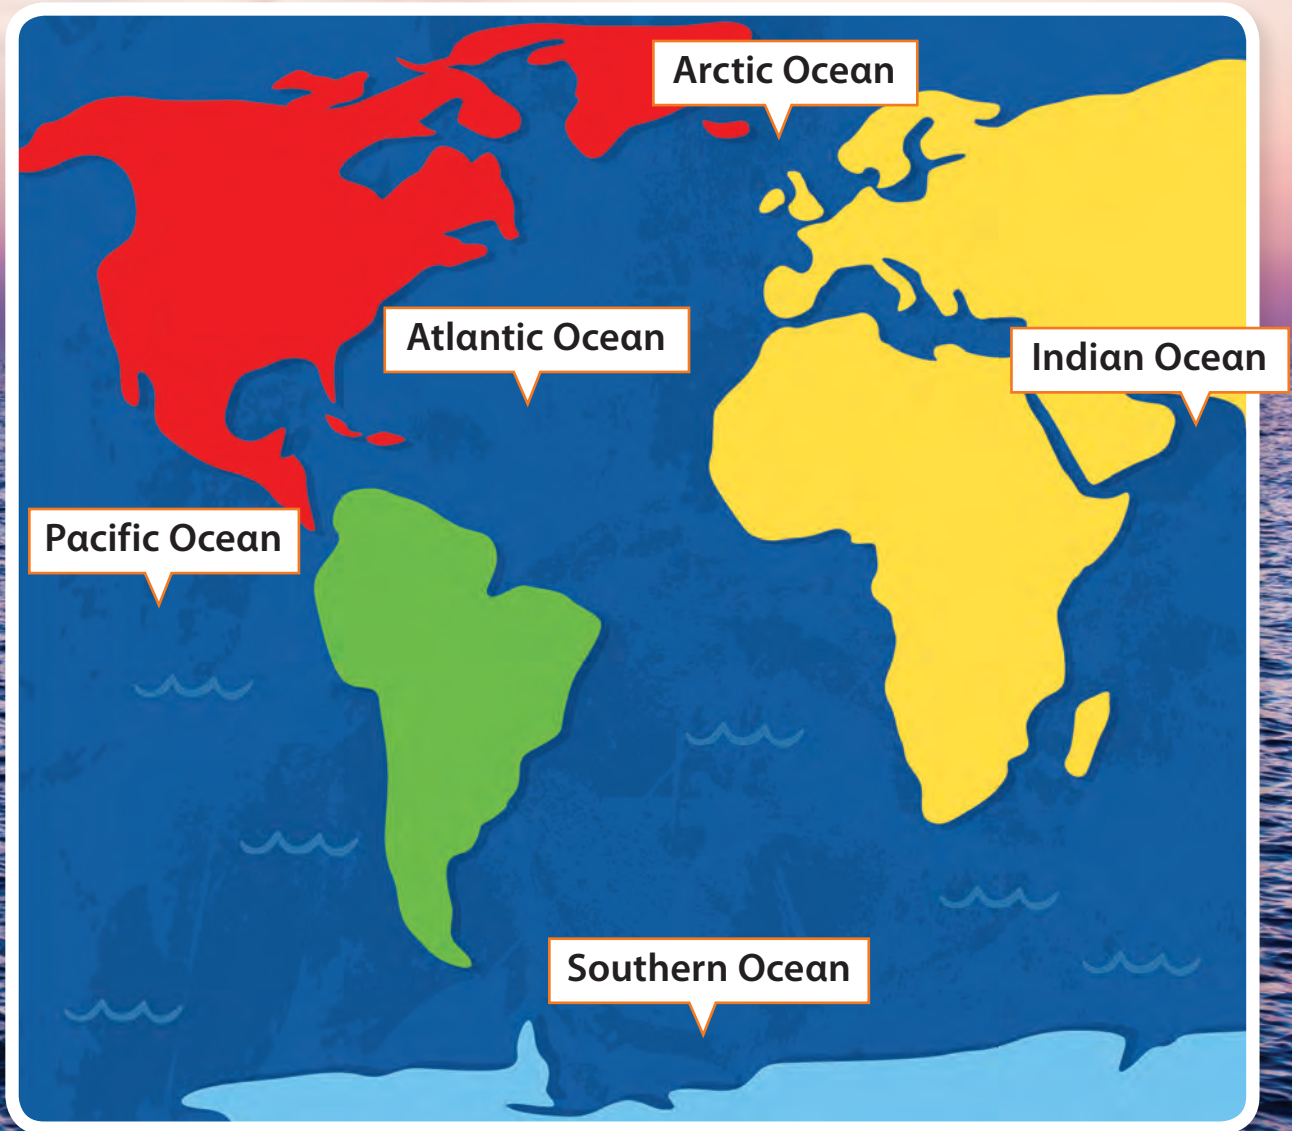 Arctic Ocean
Atlantic Ocean
Indian Ocean
Pacific Ocean
Southern Ocean